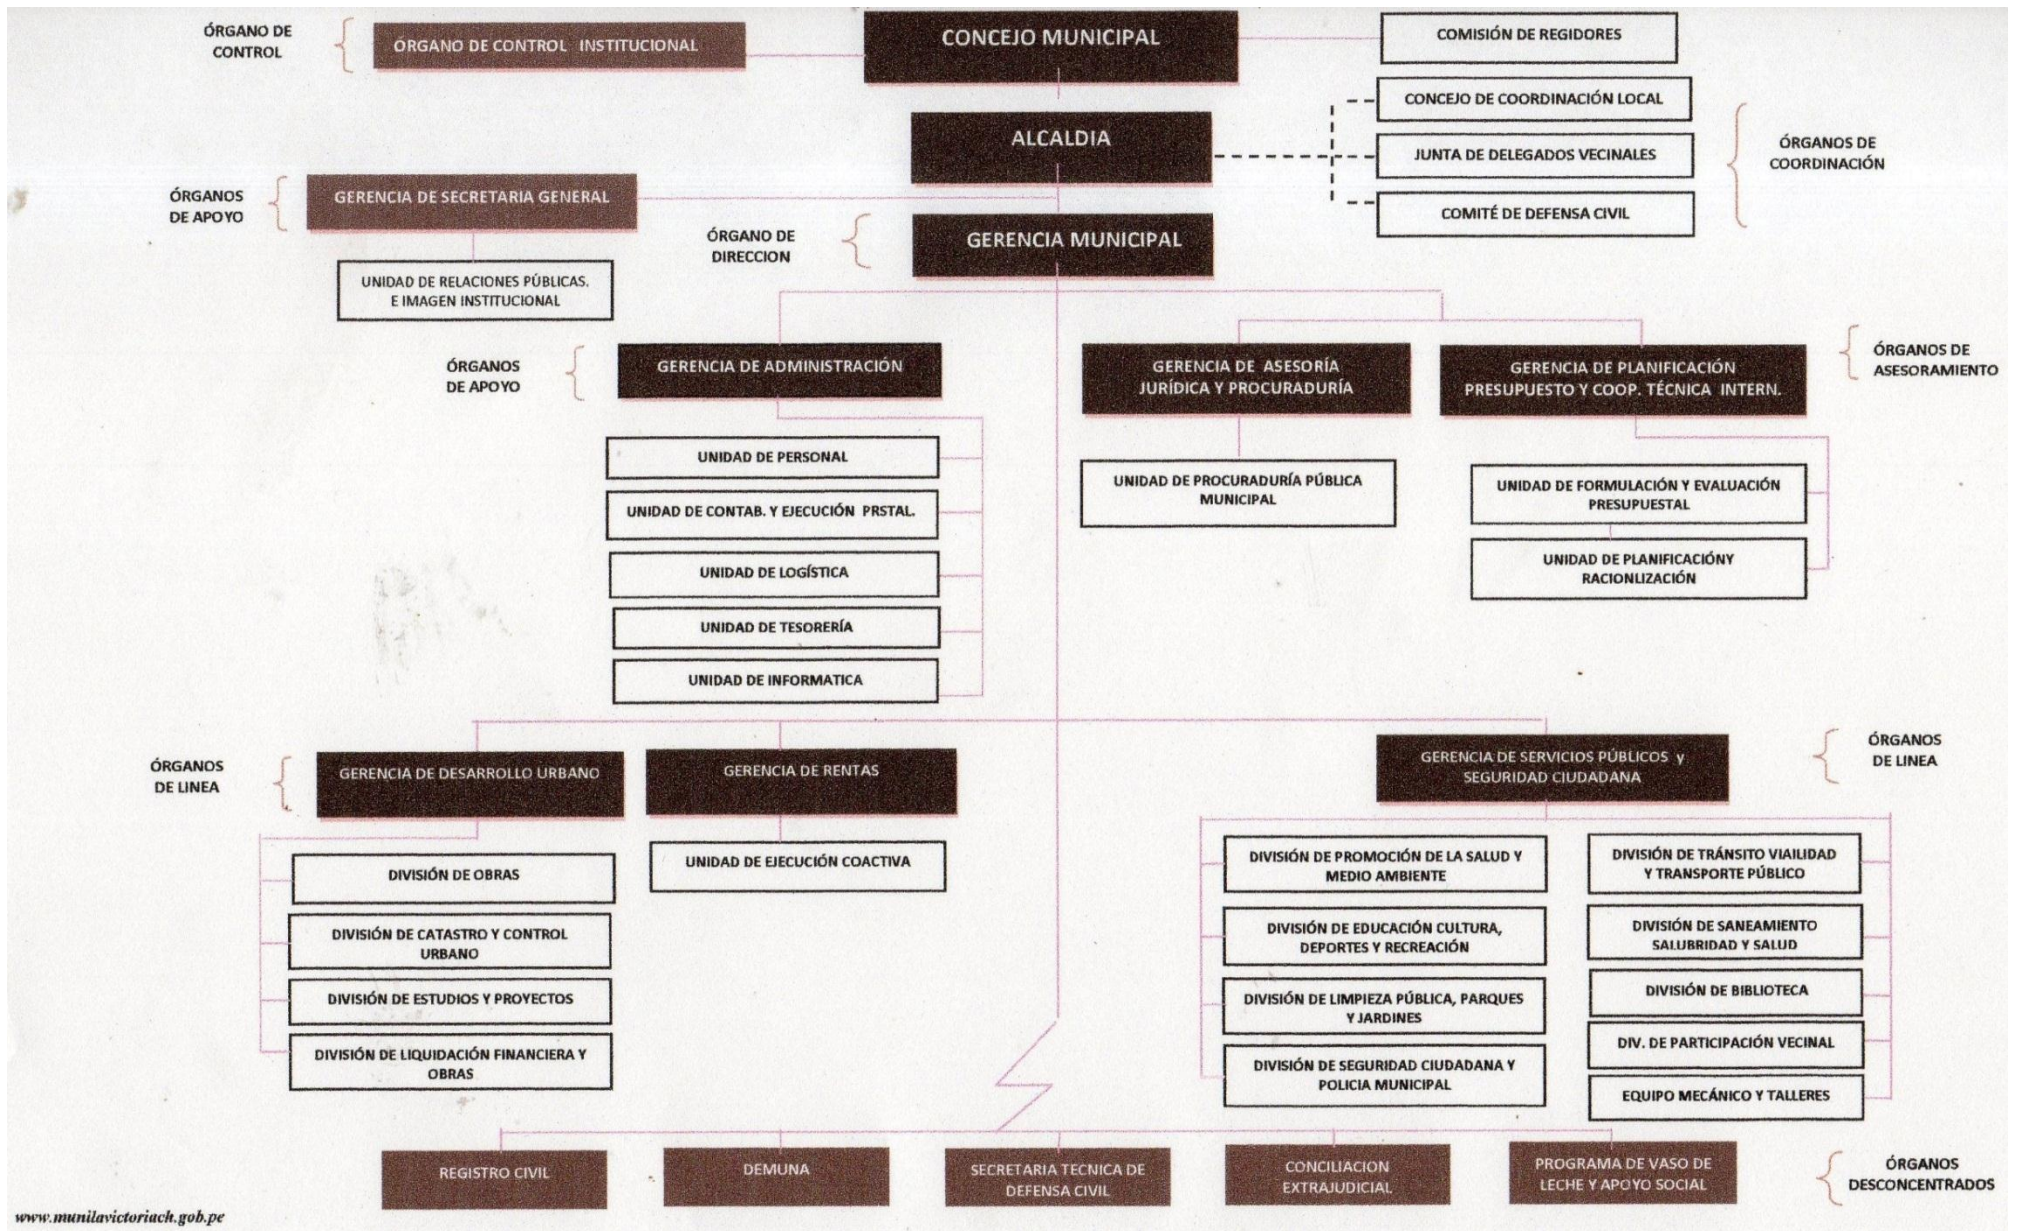 ÓRGANO DE
CONTROL
ÓRGANO DE CONTROL INSTITUCIONAL
CONCEJO MUNICIPAL
COMISIÓN DE REGIDORES
CONCEJO DE COORDINACIÓN LOCAL
ALCALDIA
JUNTA DE DELEGADOS VECINALES
ÓRGANOS DE
COORDINACIÓN
COMITÉ DE DEFENSA CIVIL
ÓRGANOS
DE APOYO
GERENCIA DE SECRETARIA GENERAL
ÓRGANO DE
DIRECCION
GERENCIA MUNICIPAL
UNIDAD DE RELACIONES PÚBLICAS.
E IMAGEN INSTITUCIONAL
ÓRGANOS
DE APOYO
GERENCIA DE ADMINISTRACIÓN
GERENCIA DE ASESORÍA
JURÍDICA Y PROCURADURÍA
GERENCIA DE PLANIFICACIÓN
PRESUPUESTO Y COOP. TÉCNICA INTERN.
ÓRGANOS DE
ASESORAMIENTO
UNIDAD DE PERSONAL
UNIDAD DE CONTAB. Y EJECUCIÓN PRSTAL.
UNIDAD DE LOGÍSTICA
UNIDAD DE TESORERÍA
UNIDAD DE INFORMATICA
UNIDAD DE PROCURADURÍA PÚBLICA
MUNICIPAL
UNIDAD DE FORMULACIÓN Y EVALUACIÓN
PRESUPUESTAL
UNIDAD DE PLANIFICACIÓNY
RACIONLIZACIÓN
ÓRGANOS
DE LINEA
GERENCIA DE DESARROLLO URBANO
GERENCIA DE RENTAS
GERENCIA DE SERVICIOS PÚBLICOS y
SEGURIDAD CIUDADANA
ÓRGANOS
DE LINEA
DIVISIÓN DE OBRAS
DIVISIÓN DE CATASTRO Y CONTROL
URBANO
DIVISIÓN DE ESTUDIOS Y PROYECTOS
DIVISIÓN DE LIQUIDACIÓN FINANCIERA Y
OBRAS
UNIDAD DE EJECUCIÓN COACTIVA
DIVISIÓN DE PROMOCIÓN DE LA SALUD Y
MEDIO AMBIENTE
DIVISIÓN DE EDUCACIÓN CULTURA,
DEPORTES Y RECREACIÓN
DIVISIÓN DE LIMPIEZA PÚBLICA, PARQUES
Y JARDINES
DIVISIÓN DE SEGURIDAD CIUDADANA Y
POLICIA MUNICIPAL
DIVISIÓN DE TRÁNSITO VIAILIDAD
Y TRANSPORTE PÚBLICO
DIVISIÓN DE SANEAMIENTO
SALUBRIDAD Y SALUD
DIVISIÓN DE BIBLIOTECA
DIV. DE PARTICIPACIÓN VECINAL
EQUIPO MECÁNICO Y TALLERES
REGISTRO CIVIL
DEMUNA
SECRETARIA TECNICA DE
DEFENSA CIVIL
CONCILIACION
EXTRAJUDICIAL
PROGRAMA DE VASO DE
LECHE Y APOYO SOCIAL
ÓRGANOS
DESCONCENTRADOS
www.munilavictoriach.gob.pe